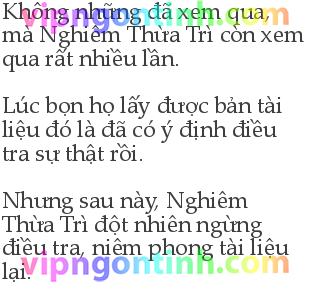 Không những đã xem qua,
vipngontinh.com
mà Nghiêm Thừa Trì còn xem
qua rất nhiều lần.
Lúc bọn họ lấy được bản tài
liệu đó là đã có ý định điều
tra sự thật rồi.
Nhưng sau này, Nghiêm
Thừa Trì đột nhiên ngừng
điều tra, niêm phong tài liệu
lại.
vipngontinh.com